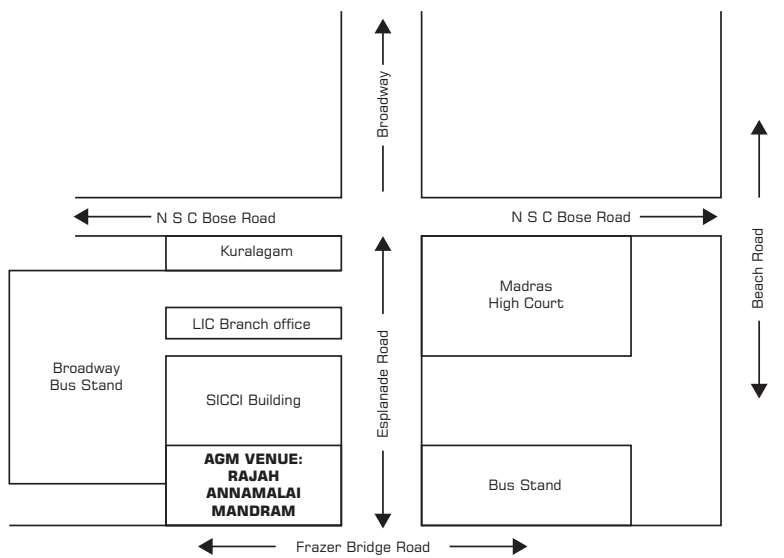 Broadway
N S C Bose Road
N S C Bose Road
Kuralagam
Madras
High Court
Beach Road
LIC Branch office
Esplanade Road
Broadway
Bus Stand
SICCI Building
AGM VENUE:
RAJAH
ANNAMALAI
MANDRAM
Bus Stand
Frazer Bridge Road